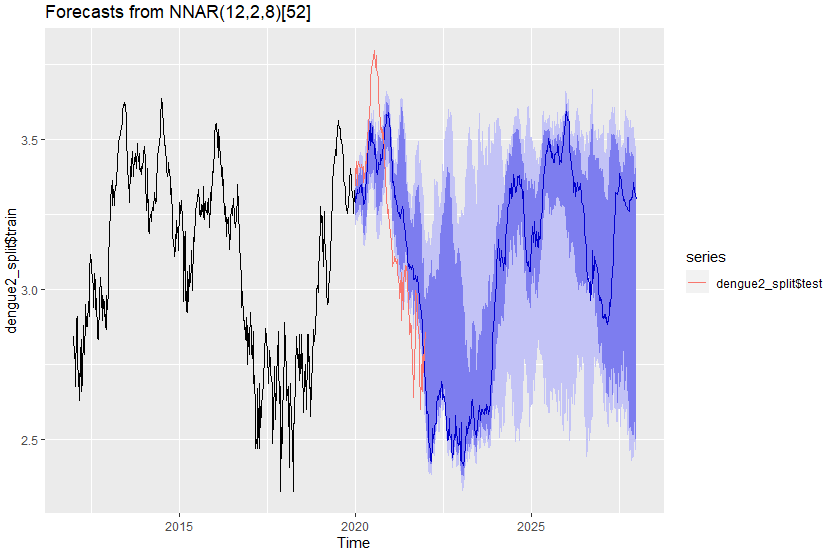 Forecasts from NNAR(12,2,8)[52]
dengue2_split$train
3.5
3.0
2.5
2015
2020
2025
Time
series
dengue2_split$test